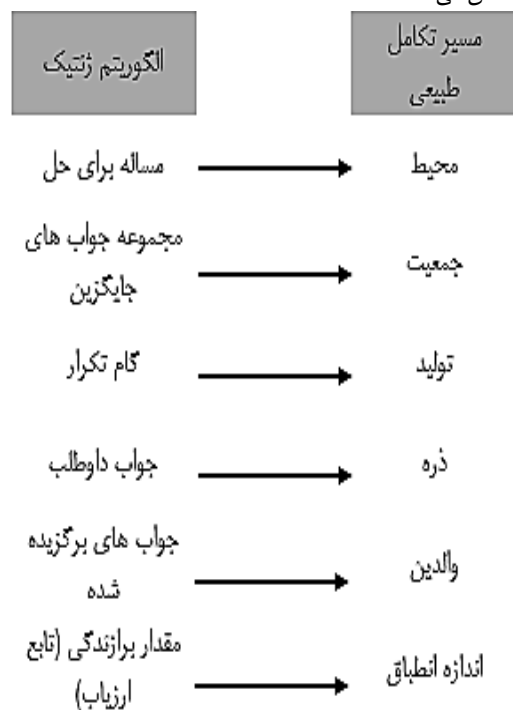 مسیر تکامل
طبیعی
الگوریتم ژنتیک
محیط
مساله برای حل
جمعیت
مجموعه جواب های
جایگزین
تولید
گام تکرار
ذره
جواب داوطلب
والدین
جواب های برگزیده
شده
اندازه انطباق
مقدار برازندگی (تابع
ارزیاب)